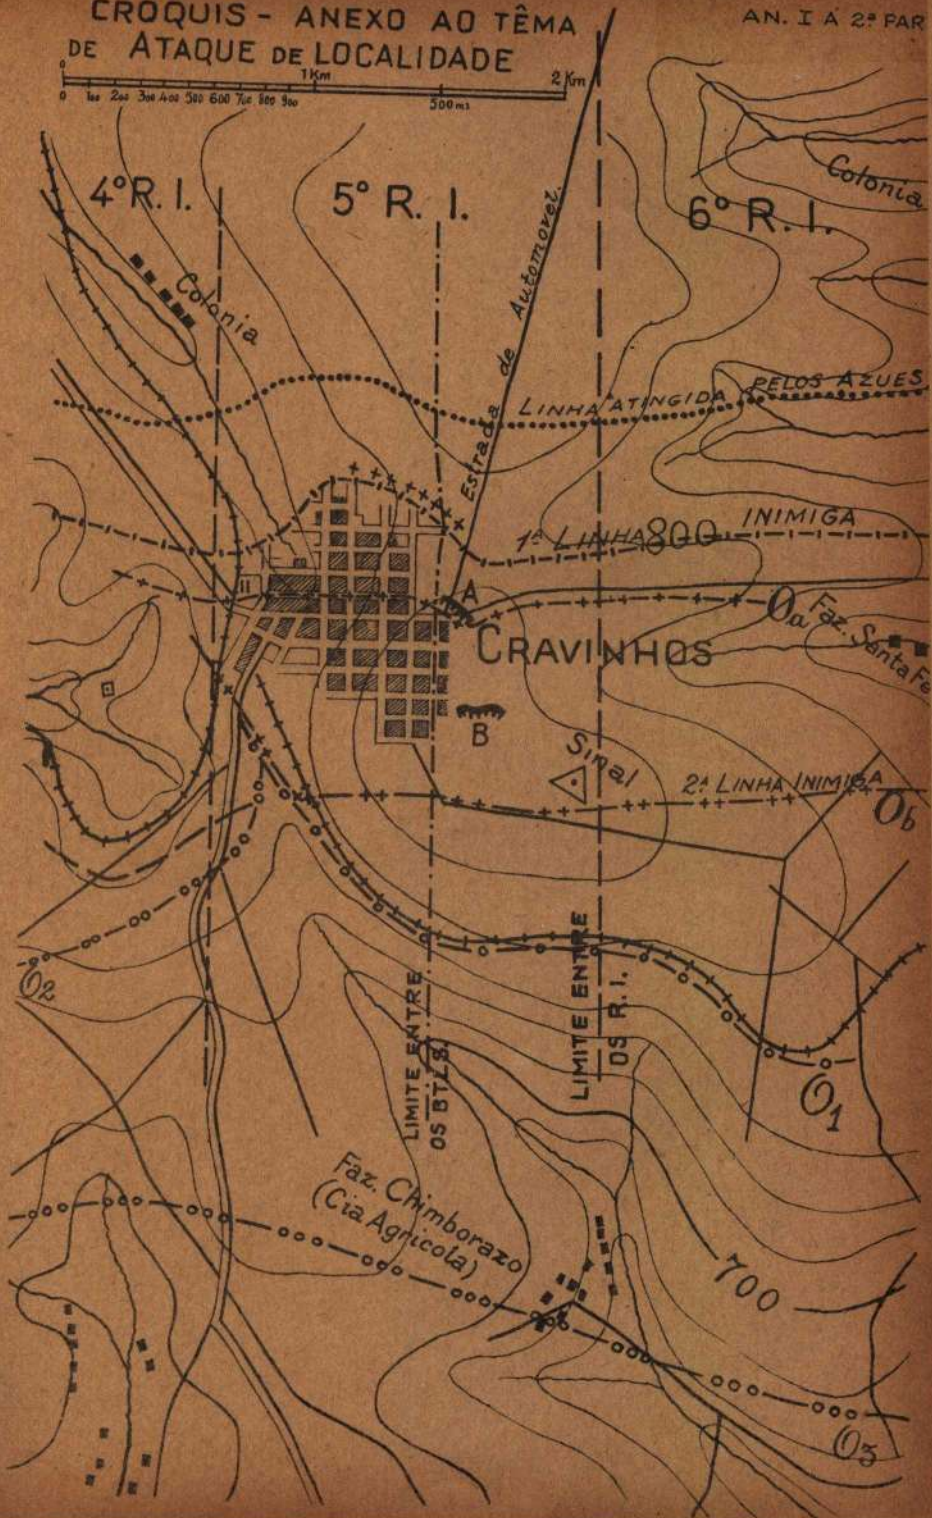 CROQUIS - ANEXO AO TÊMA
DE ATAQUE DE LOCALIDADE
AN. I Á 2ª PAR
0 1Km 2Km
0 100 200 300 400 500 600 700 800 900 500ms
4º R. I.
5º R. I.
6º R. I.
Colonia
Colonia
Estrada de Automovel.
LINHA ATINGIDA PELOS AZUES
1ª LINHA INIMIGA
800
A
Oa
Faz. Santa Fe
CRAVINHOS
B
Sinal
2ª LINHA INIMIGA
Ob
O2
LIMITE ENTRE
OS BTLS.
LIMITE ENTRE
OS R. I.
O1
Faz. Chimborazo
(Cia Agricola)
700
O3